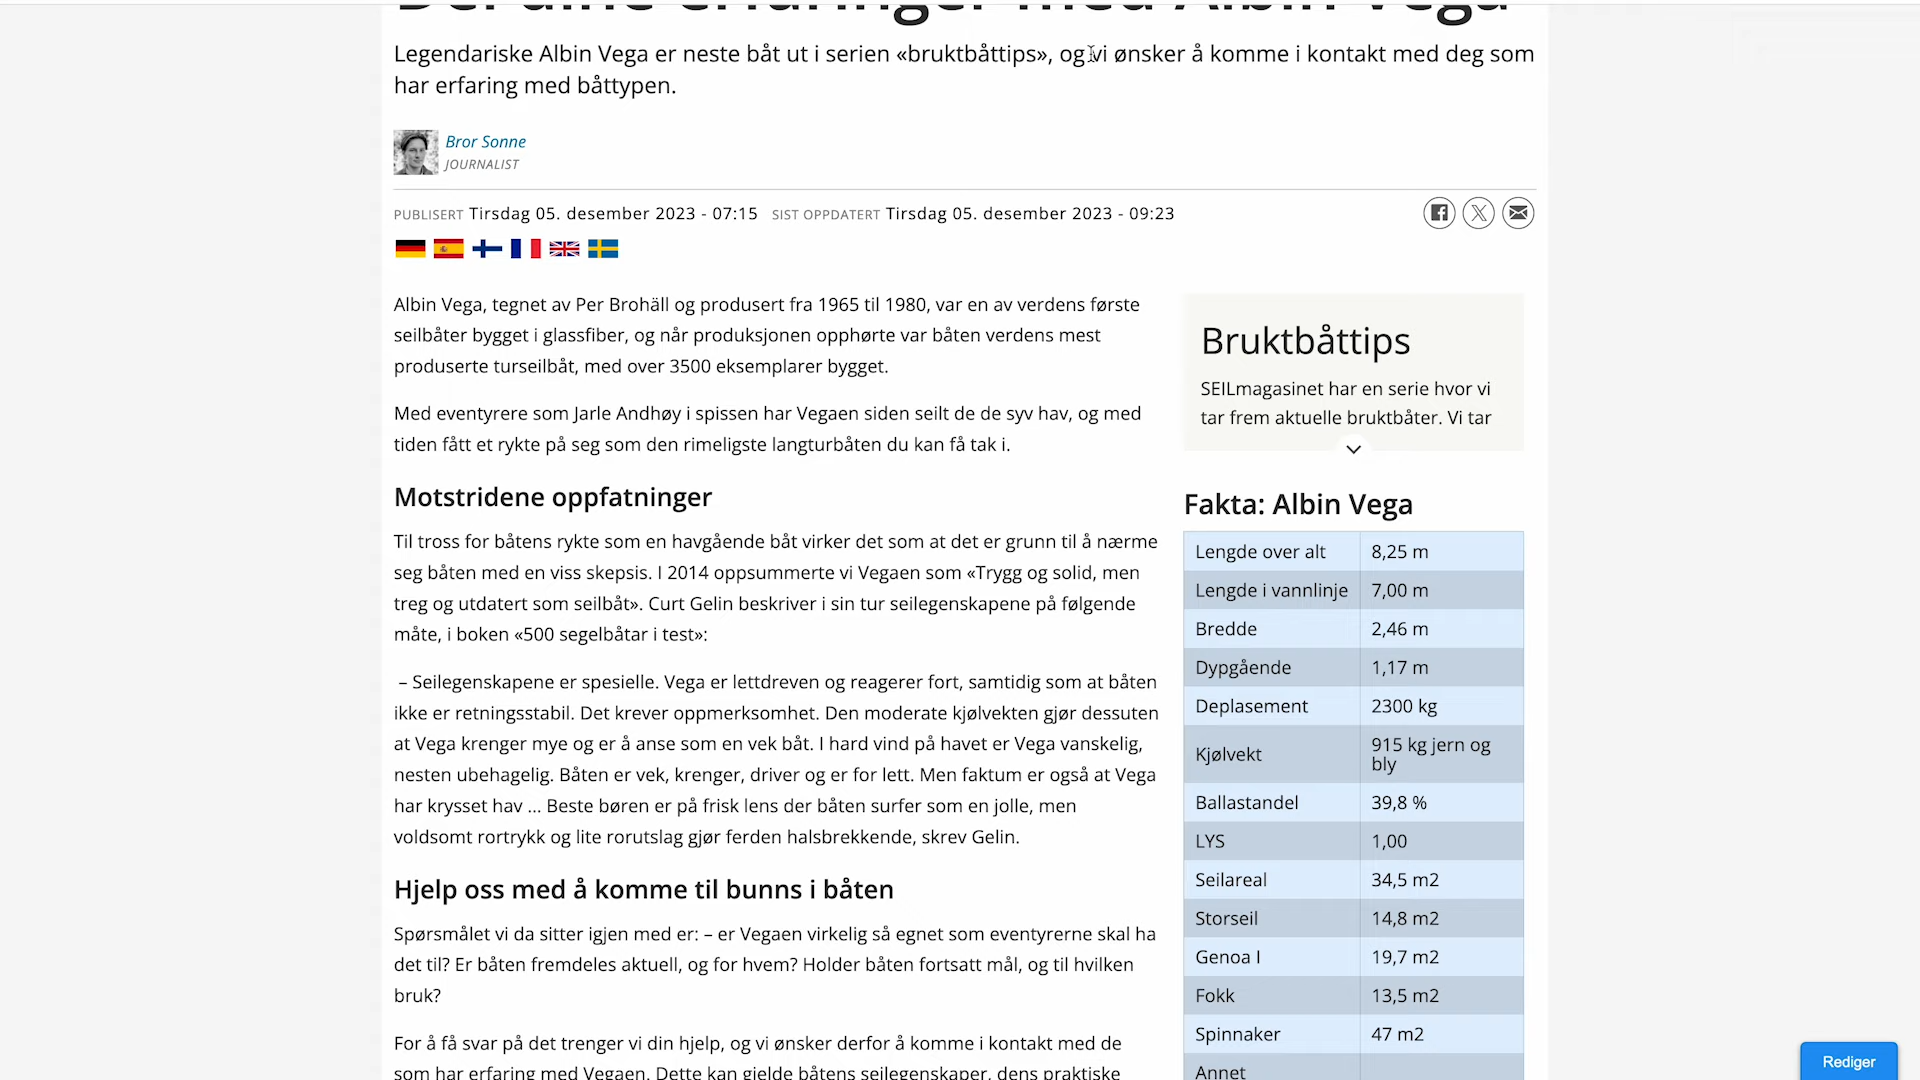 Del dine erfaringer med Albin Vega
Legendariske Albin Vega er neste båt ut i serien «bruktbåttips», og vi ønsker å komme i kontakt med deg som
har erfaring med båttypen.
Bror Sonne
JOURNALIST
PUBLISERT Tirsdag 05. desember 2023 - 07:15 SIST OPPDATERT Tirsdag 05. desember 2023 - 09:23
Albin Vega, tegnet av Per Brohäll og produsert fra 1965 til 1980, var en av verdens første
seilbåter bygget i glassfiber, og når produksjonen opphørte var båten verdens mest
produserte turseilbåt, med over 3500 eksemplarer bygget.
Med eventyrere som Jarle Andhøy i spissen har Vegaen siden seilt de de syv hav, og med
tiden fått et rykte på seg som den rimeligste langturbåten du kan få tak i.
Motstridene oppfatninger
Til tross for båtens rykte som en havgående båt virker det som at det er grunn til å nærme
seg båten med en viss skepsis. I 2014 oppsummerte vi Vegaen som «Trygg og solid, men
treg og utdatert som seilbåt». Curt Gelin beskriver i sin tur seilegenskapene på følgende
måte, i boken «500 segelbåtar i test»:
– Seilegenskapene er spesielle. Vega er lettdreven og reagerer fort, samtidig som at båten
ikke er retningsstabil. Det krever oppmerksomhet. Den moderate kjølvekten gjør dessuten
at Vega krenger mye og er å anse som en vek båt. I hard vind på havet er Vega vanskelig,
nesten ubehagelig. Båten er vek, krenger, driver og er for lett. Men faktum er også at Vega
har krysset hav ... Beste børen er på frisk lens der båten surfer som en jolle, men
voldsomt rortrykk og lite rorutslag gjør ferden halsbrekkende, skrev Gelin.
Hjelp oss med å komme til bunns i båten
Spørsmålet vi da sitter igjen med er: – er Vegaen virkelig så egnet som eventyrerne skal ha
det til? Er båten fremdeles aktuell, og for hvem? Holder båten fortsatt mål, og til hvilken
bruk?
For å få svar på det trenger vi din hjelp, og vi ønsker derfor å komme i kontakt med de
som har erfaring med Vegaen. Dette kan gjelde båtens seilegenskaper, dens praktiske
Bruktbåttips
SEILmagasinet har en serie hvor vi
tar frem aktuelle bruktbåter. Vi tar
Fakta: Albin Vega
Lengde over alt 8,25 m
Lengde i vannlinje 7,00 m
Bredde 2,46 m
Dypgående 1,17 m
Deplasement 2300 kg
Kjølvekt 915 kg jern og
bly
Ballastandel 39,8 %
LYS 1,00
Seilareal 34,5 m2
Storseil 14,8 m2
Genoa I 19,7 m2
Fokk 13,5 m2
Spinnaker 47 m2
Annet
Rediger